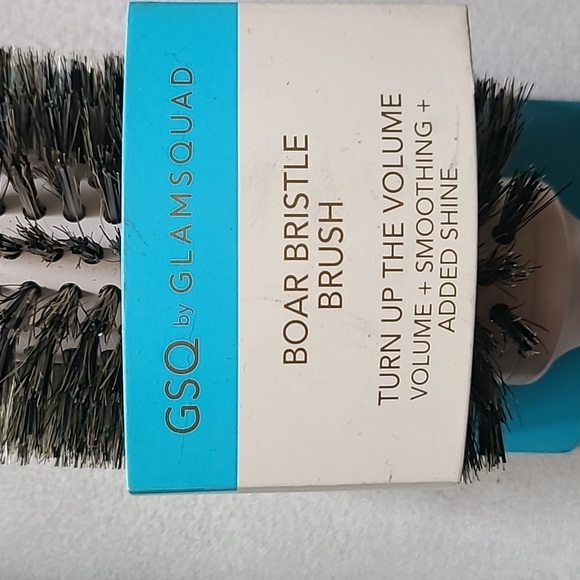 GSQ by GLAMSQUAD
BOAR BRISTLE
BRUSH
TURN UP THE VOLUME
VOLUME + SMOOTHING +
ADDED SHINE